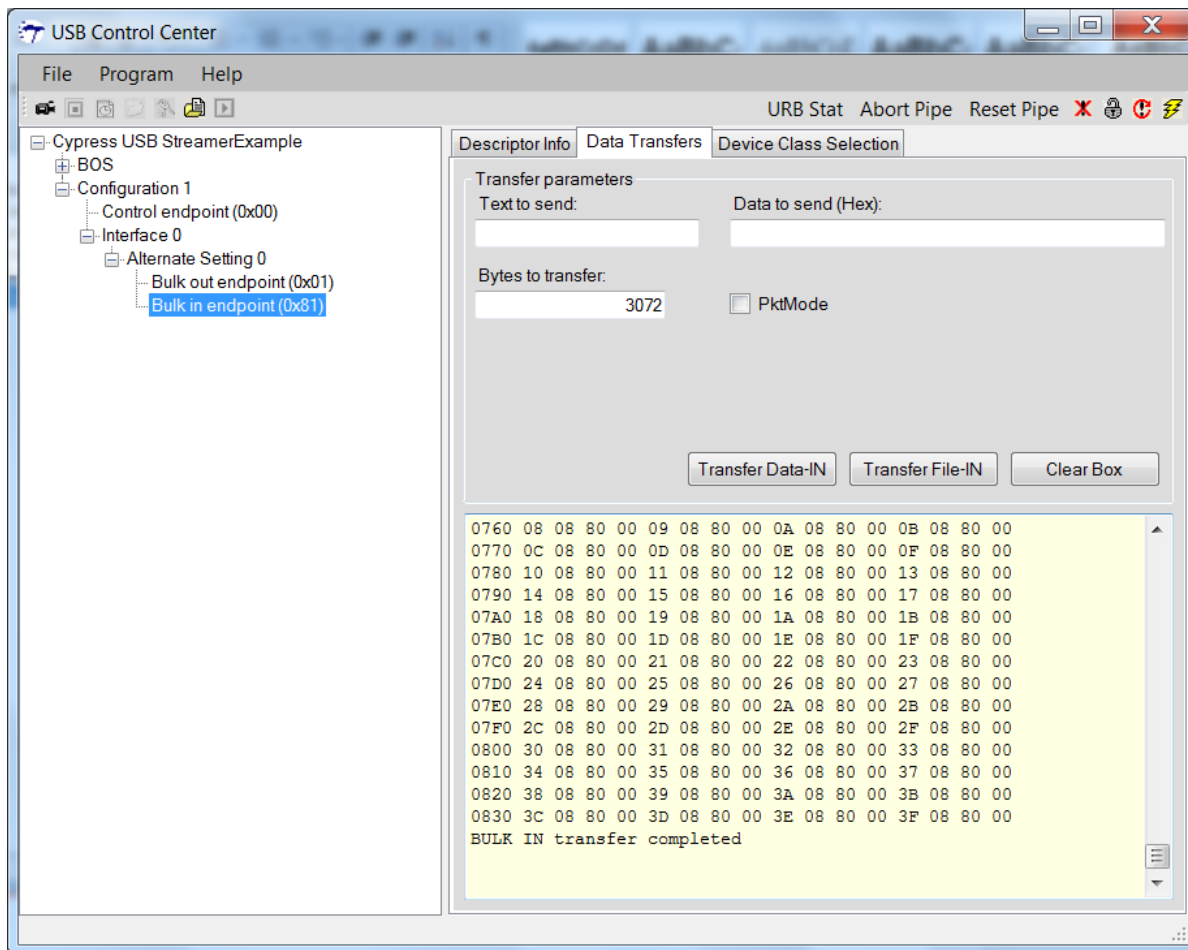 USB Control Center
File Program Help
URB Stat Abort Pipe Reset Pipe
Cypress USB StreamerExample
BOS
Configuration 1
Control endpoint (0x00)
Interface 0
Alternate Setting 0
Bulk out endpoint (0x01)
Bulk in endpoint (0x81)
Descriptor Info Data Transfers Device Class Selection
Transfer parameters
Text to send: Data to send (Hex):
Bytes to transfer:
3072 PktMode
Transfer Data-IN Transfer File-IN Clear Box
0760 08 08 80 00 09 08 80 00 0A 08 80 00 0B 08 80 00
0770 0C 08 80 00 0D 08 80 00 0E 08 80 00 0F 08 80 00
0780 10 08 80 00 11 08 80 00 12 08 80 00 13 08 80 00
0790 14 08 80 00 15 08 80 00 16 08 80 00 17 08 80 00
07A0 18 08 80 00 19 08 80 00 1A 08 80 00 1B 08 80 00
07B0 1C 08 80 00 1D 08 80 00 1E 08 80 00 1F 08 80 00
07C0 20 08 80 00 21 08 80 00 22 08 80 00 23 08 80 00
07D0 24 08 80 00 25 08 80 00 26 08 80 00 27 08 80 00
07E0 28 08 80 00 29 08 80 00 2A 08 80 00 2B 08 80 00
07F0 2C 08 80 00 2D 08 80 00 2E 08 80 00 2F 08 80 00
0800 30 08 80 00 31 08 80 00 32 08 80 00 33 08 80 00
0810 34 08 80 00 35 08 80 00 36 08 80 00 37 08 80 00
0820 38 08 80 00 39 08 80 00 3A 08 80 00 3B 08 80 00
0830 3C 08 80 00 3D 08 80 00 3E 08 80 00 3F 08 80 00
BULK IN transfer completed